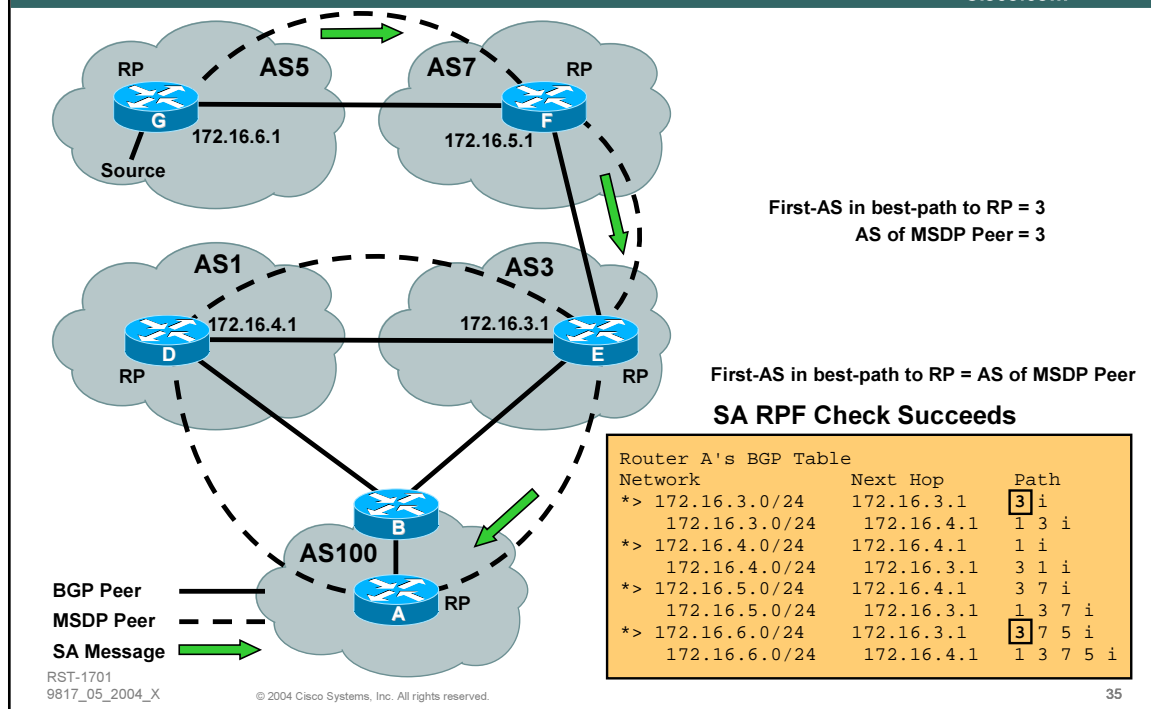 RP
AS5
AS7
RP
G
F
172.16.6.1
172.16.5.1
Source
First-AS in best-path to RP = 3
AS of MSDP Peer = 3
AS1
AS3
172.16.4.1
172.16.3.1
D
E
RP
RP
First-AS in best-path to RP = AS of MSDP Peer
SA RPF Check Succeeds
Router A's BGP Table
Network Next Hop Path
*> 172.16.3.0/24 172.16.3.1 3 i
172.16.3.0/24 172.16.4.1 1 3 i
*> 172.16.4.0/24 172.16.4.1 1 i
172.16.4.0/24 172.16.3.1 3 1 i
*> 172.16.5.0/24 172.16.4.1 3 7 i
172.16.5.0/24 172.16.3.1 1 3 7 i
*> 172.16.6.0/24 172.16.3.1 3 7 5 i
172.16.6.0/24 172.16.4.1 1 3 7 5 i
B
AS100
A
RP
BGP Peer
MSDP Peer
SA Message
RST-1701
9817_05_2004_X
© 2004 Cisco Systems, Inc. All rights reserved.
35